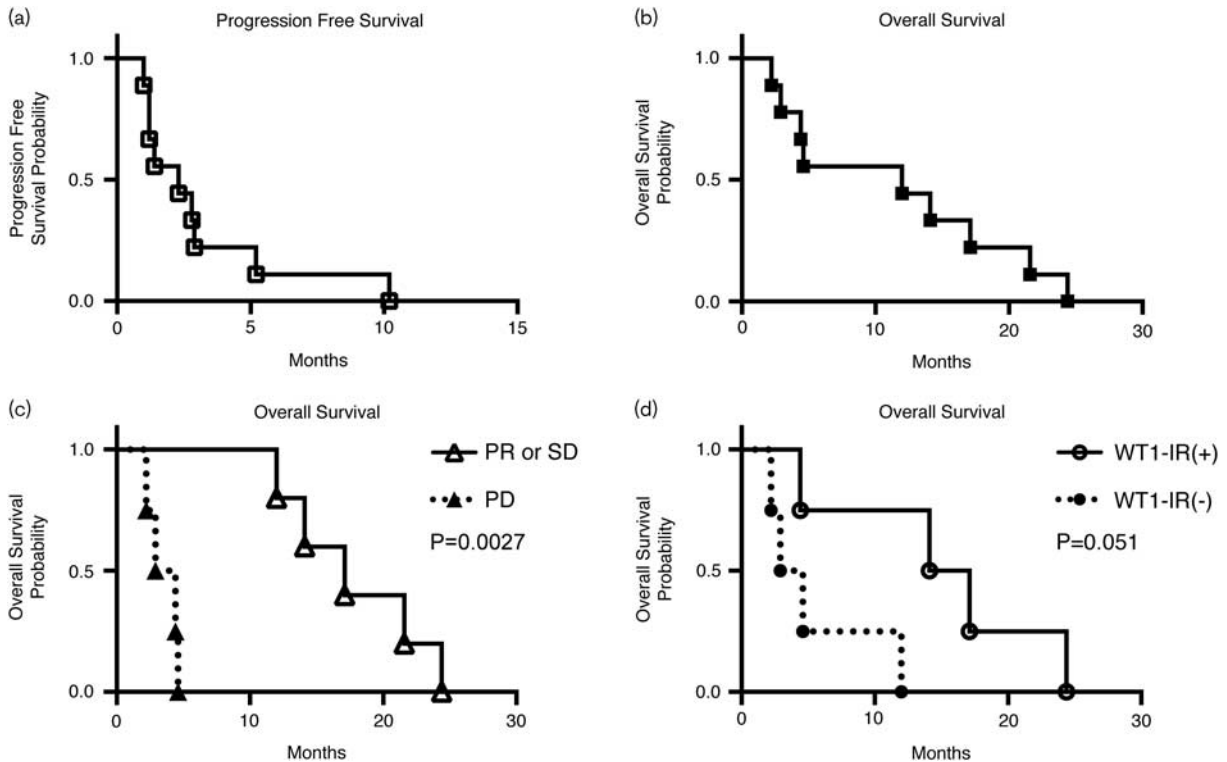 (a)
Progression Free Survival
Progression Free
Survival Probability
1.0
0.5
0.0
0
5
10
15
Months
(b)
Overall Survival
Overall Survival
Probability
1.0
0.5
0.0
0
10
20
30
Months
(c)
Overall Survival
Overall Survival
Probability
1.0
0.5
0.0
PR or SD
PD
P=0.0027
0
10
20
30
Months
(d)
Overall Survival
Overall Survival
Probability
1.0
0.5
0.0
WT1-IR(+)
WT1-IR(-)
P=0.051
0
10
20
30
Months